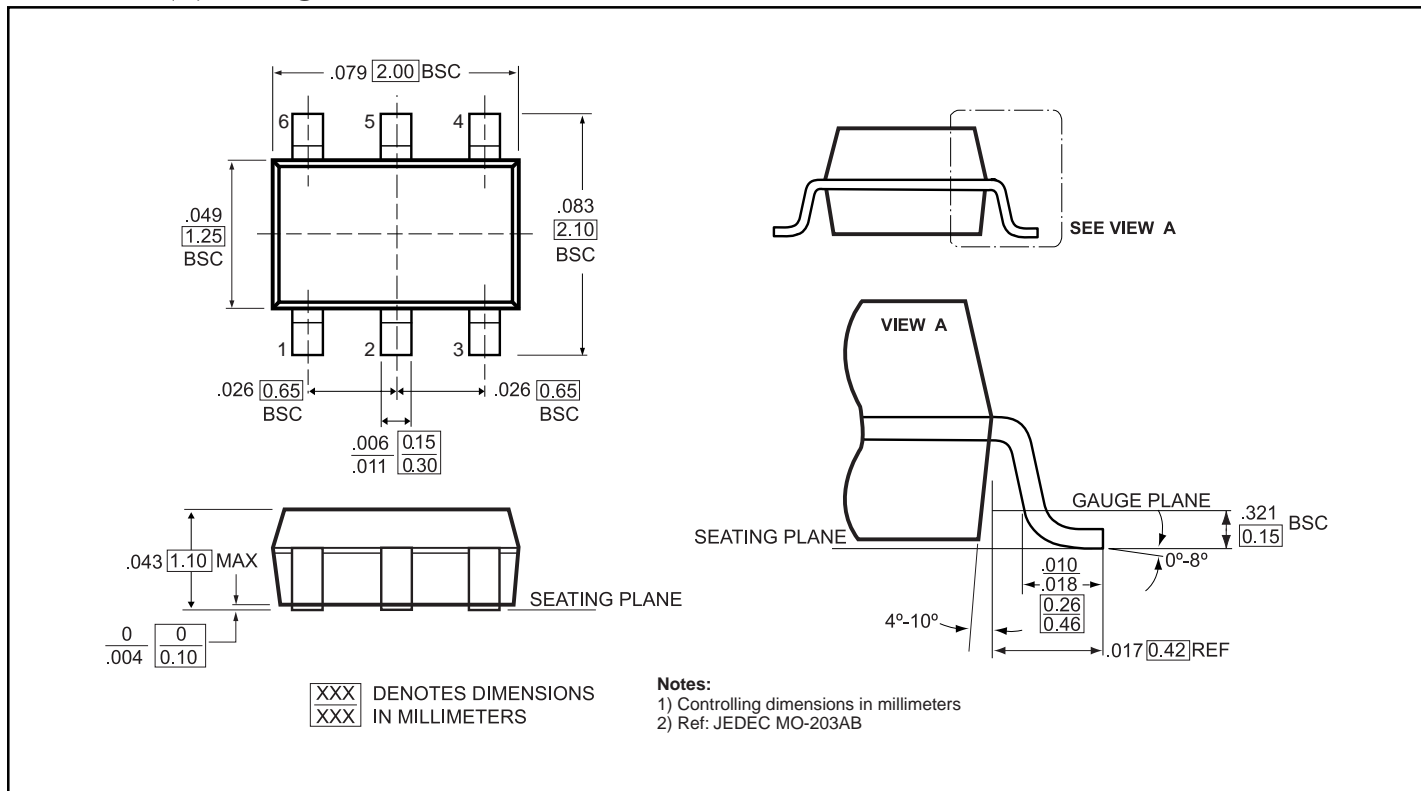 .079 2.00 BSC
6 5 4
.049
1.25
BSC
.083
2.10
BSC
1 2 3
.026 0.65
BSC
.026 0.65
BSC
.006 0.15
.011 0.30
SEE VIEW A
VIEW A
GAUGE PLANE
.321
0.15
BSC
SEATING PLANE
0º-8º
.010
.018
0.26
0.46
4º-10º
.017 0.42 REF
.043 1.10 MAX
SEATING PLANE
0 0
.004 0.10
XXX DENOTES DIMENSIONS
XXX IN MILLIMETERS
Notes:
1) Controlling dimensions in millimeters
2) Ref: JEDEC MO-203AB